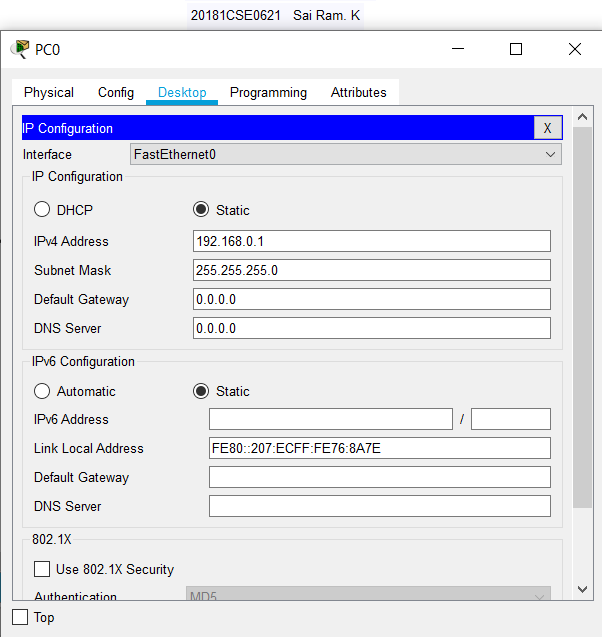 20181CSE0621 Sai Ram. K
PC0
Physical Config Desktop Programming Attributes
IP Configuration X
Interface FastEthernet0
IP Configuration
DHCP Static
IPv4 Address 192.168.0.1
Subnet Mask 255.255.255.0
Default Gateway 0.0.0.0
DNS Server 0.0.0.0
IPv6 Configuration
Automatic Static
IPv6 Address /
Link Local Address FE80::207:ECFF:FE76:8A7E
Default Gateway
DNS Server
802.1X
Use 802.1X Security
Authentication MD5
Top